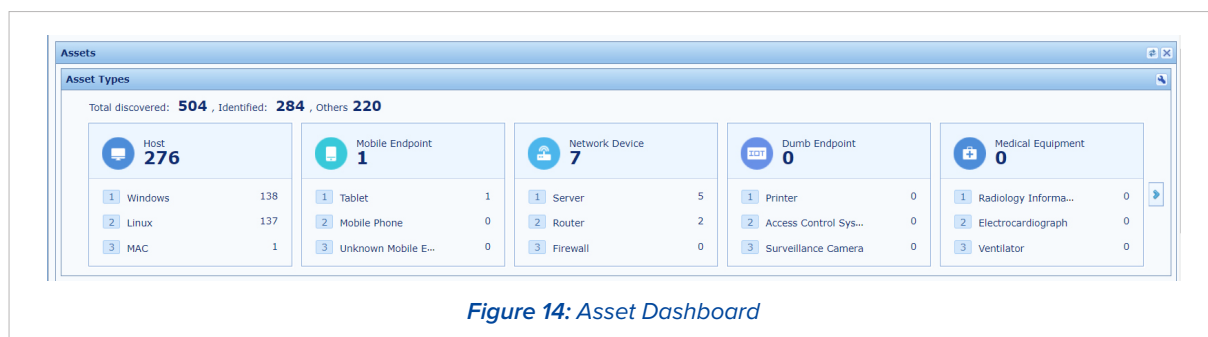 Assets
Asset Types
Total discovered: 504 , Identified: 284 , Others 220
Host
276
1 Windows 138
2 Linux 137
3 MAC 1
Mobile Endpoint
1
1 Tablet 1
2 Mobile Phone 0
3 Unknown Mobile E... 0
Network Device
7
1 Server 5
2 Router 2
3 Firewall 0
IOT
Dumb Endpoint
0
1 Printer 0
2 Access Control Sys... 0
3 Surveillance Camera 0
Medical Equipment
0
1 Radiology Informa... 0
2 Electrocardiograph 0
3 Ventilator 0
Figure 14: Asset Dashboard